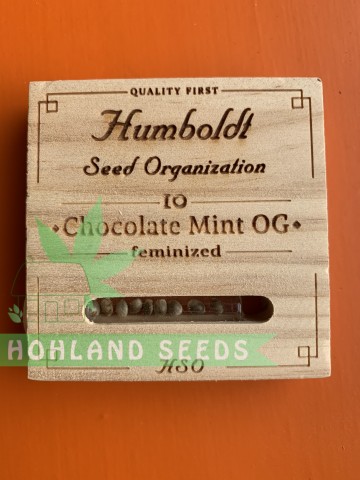 QUALITY FIRST
Humboldt
Seed Organization
10
Chocolate Mint OG
feminized
HOHLAND SEEDS
HSO